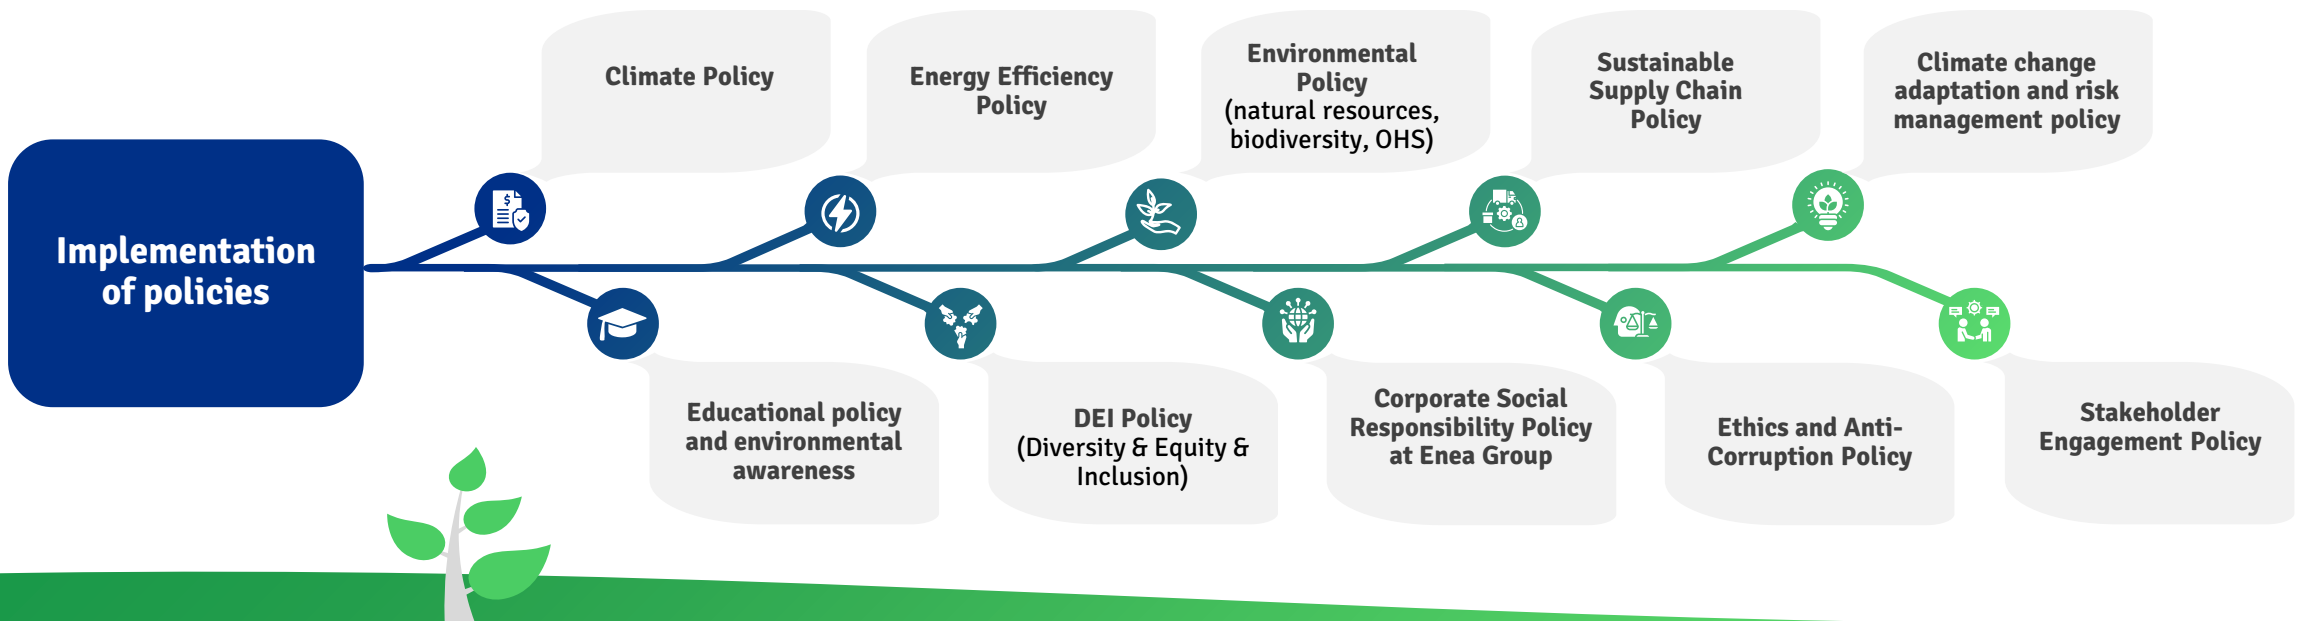 Implementation
of policies
Climate Policy
Energy Efficiency
Policy
Environmental
Policy
(natural resources,
biodiversity, OHS)
Sustainable
Supply Chain
Policy
Climate change
adaptation and risk
management policy
Educational policy
and environmental
awareness
DEI Policy
(Diversity & Equity &
Inclusion)
Corporate Social
Responsibility Policy
at Enea Group
Ethics and Anti-
Corruption Policy
Stakeholder
Engagement Policy